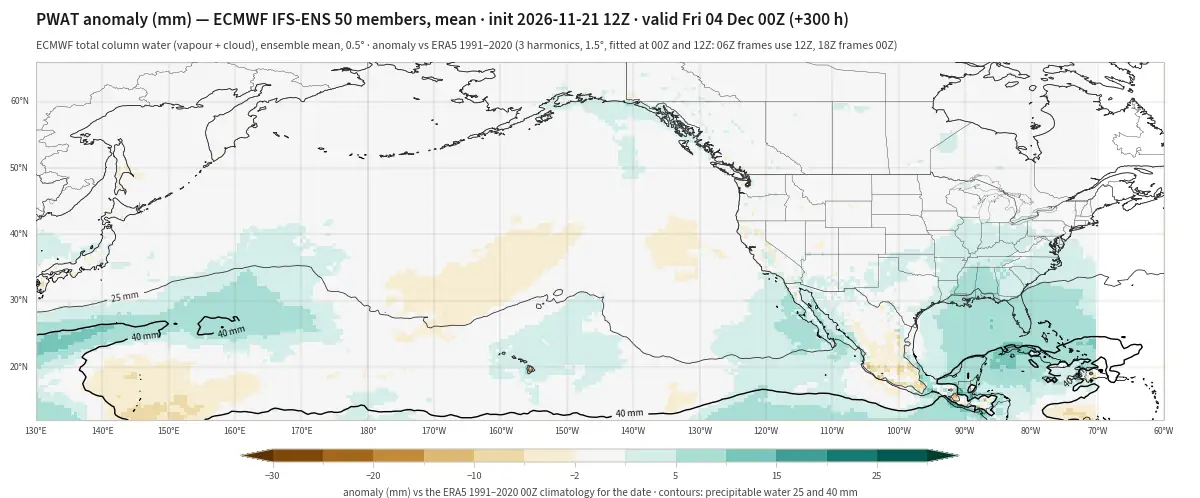 PWAT anomaly (mm) — ECMWF IFS-ENS 50 members, mean · init 2026-11-21 12Z · valid Fri 04 Dec 00Z (+300 h)
ECMWF total column water (vapour + cloud), ensemble mean, 0.5° · anomaly vs ERA5 1991–2020 (3 harmonics, 1.5°, fitted at 00Z and 12Z: 06Z frames use 12Z, 18Z frames 00Z)
60°N
50°N
40°N
30°N
20°N
25 mm
40 mm
40 mm
40 mm
130°E 140°E 150°E 160°E 170°E 180° 170°W 160°W 150°W 140°W 130°W 120°W 110°W 100°W 90°W 80°W 70°W 60°W
−30 −20 −10 −2 5 15 25
anomaly (mm) vs the ERA5 1991–2020 00Z climatology for the date · contours: precipitable water 25 and 40 mm